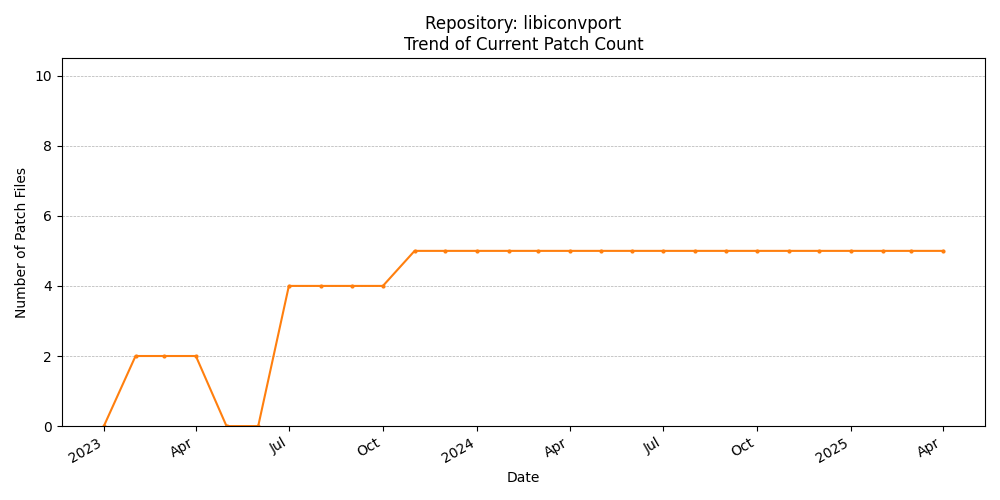 Repository: libiconvport
Trend of Current Patch Count
10
8
6
4
2
0
Number of Patch Files
2023
Apr
Jul
Oct
2024
Apr
Jul
Oct
2025
Apr
Date